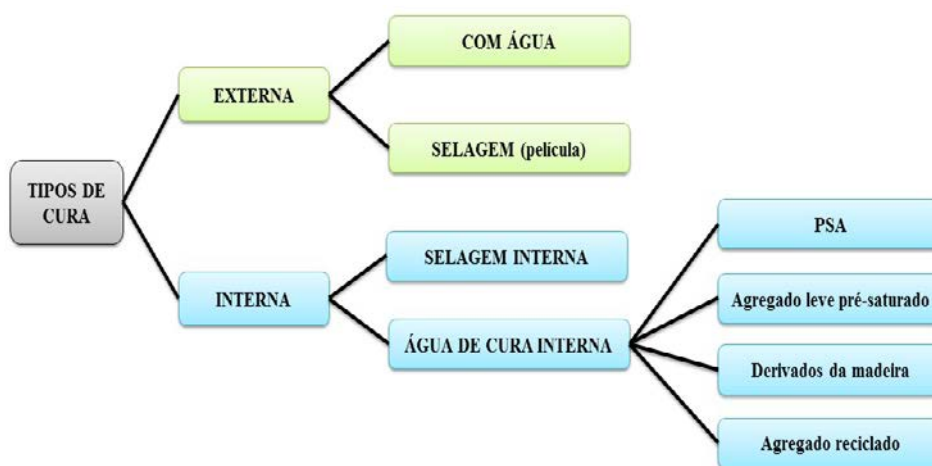 TIPOS DE
CURA
EXTERNA
COM ÁGUA
SELAGEM (película)
INTERNA
SELAGEM INTERNA
ÁGUA DE CURA INTERNA
PSA
Agregado leve pré-saturado
Derivados da madeira
Agregado reciclado